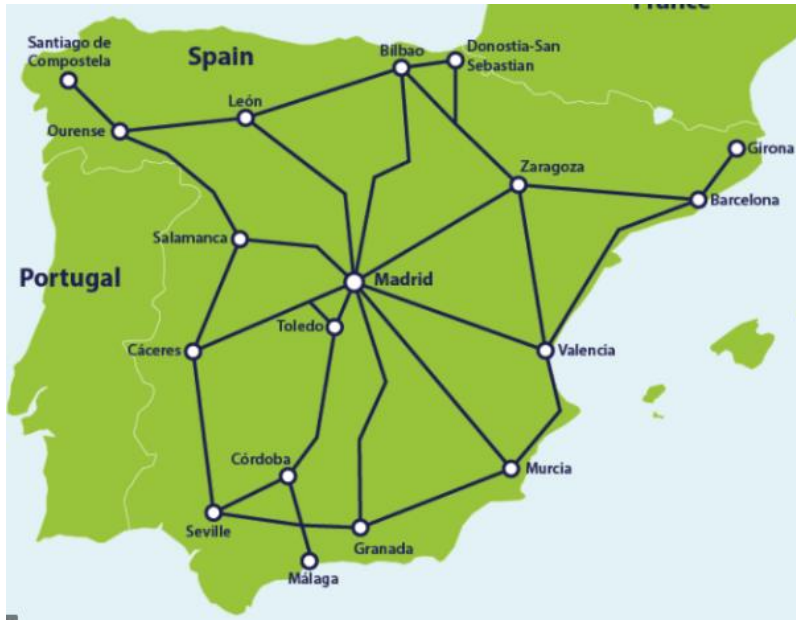 France
Santiago de
Compostela
Spain
Bilbao
Donostia-San
Sebastian
León
Ourense
Girona
Zaragoza
Barcelona
Salamanca
Portugal
Madrid
Toledo
Cáceres
Valencia
Córdoba
Murcia
Seville
Granada
Málaga